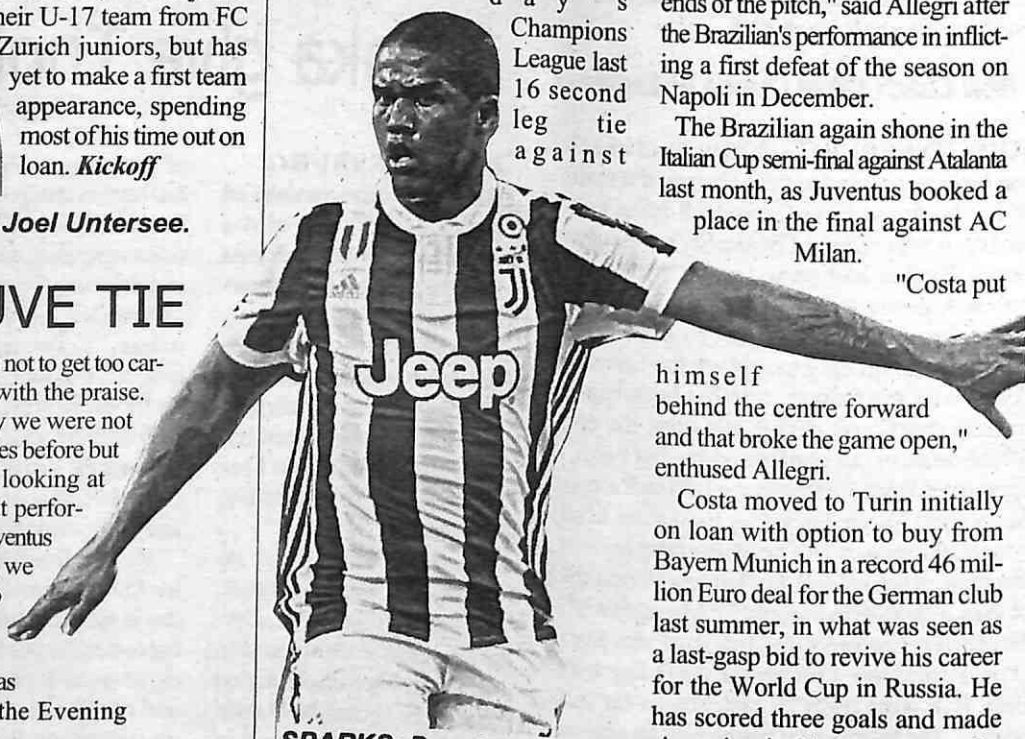 heir U-17 team from FC
Zurich juniors, but has
yet to make a first team
appearance, spending
most of his time out on
loan. Kickoff
Joel Untersee.
UVE TIE
not to get too car-
with the praise.
we were not
es before but
looking at
t perfor-
ventus
we
as
the Evening
d a y ' s
Champions
League last
16 second
leg tie
against
Jeep
ends of the pitch," said Allegri after
the Brazilian's performance in inflict-
ing a first defeat of the season on
Napoli in December.
The Brazilian again shone in the
Italian Cup semi-final against Atalanta
last month, as Juventus booked a
place in the final against AC
Milan.
"Costa put
himself
behind the centre forward
and that broke the game open,"
enthused Allegri.
Costa moved to Turin initially
on loan with option to buy from
Bayern Munich in a record 46 mil-
lion Euro deal for the German club
last summer, in what was seen as
a last-gasp bid to revive his career
for the World Cup in Russia. He
has scored three goals and made